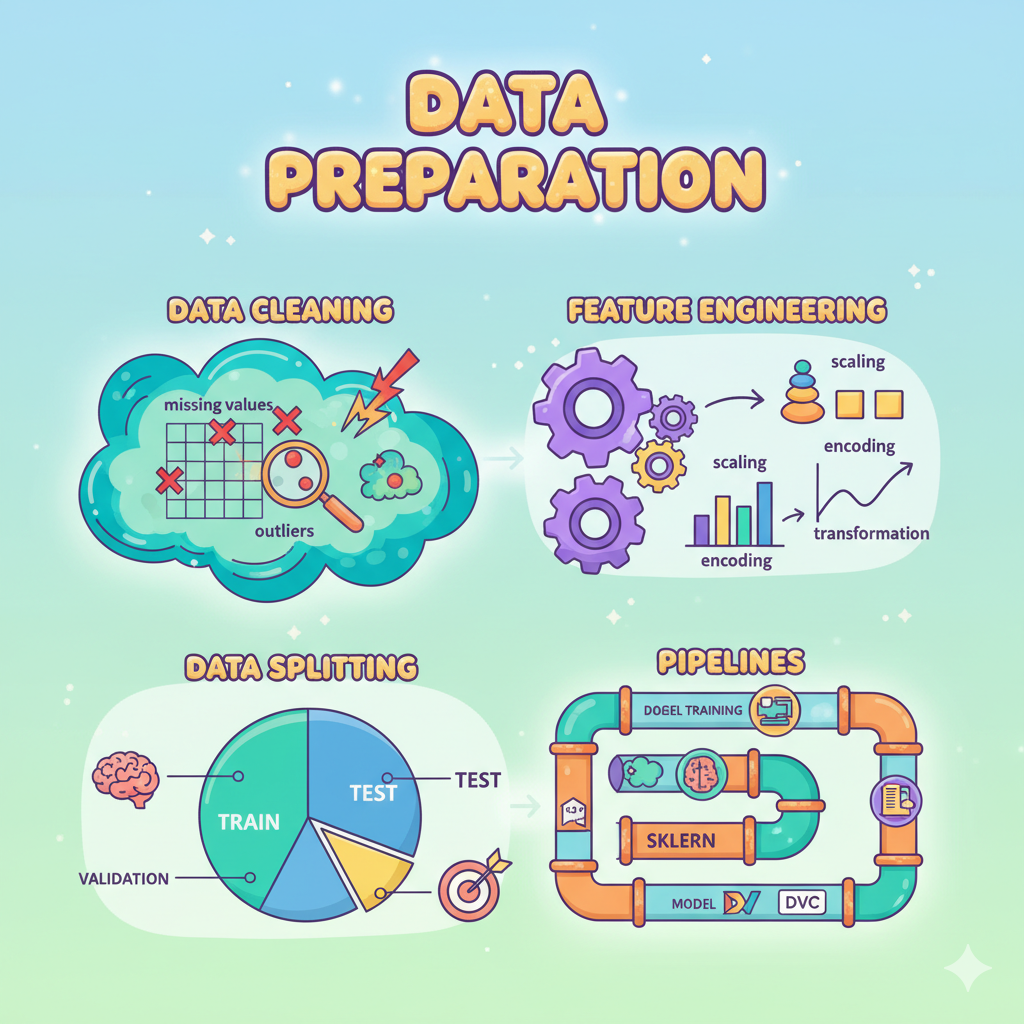 DATA
PREPARATION
DATA CLEANING
missing values
outliers
FEATURE ENGINEERING
scaling
encoding
scaling
transformation
encoding
DATA SPLITTING
TEST
TEST
TRAIN
VALIDATION
PIPELINES
DOEEL TRAINING
SKLERN
MODEL
DVC